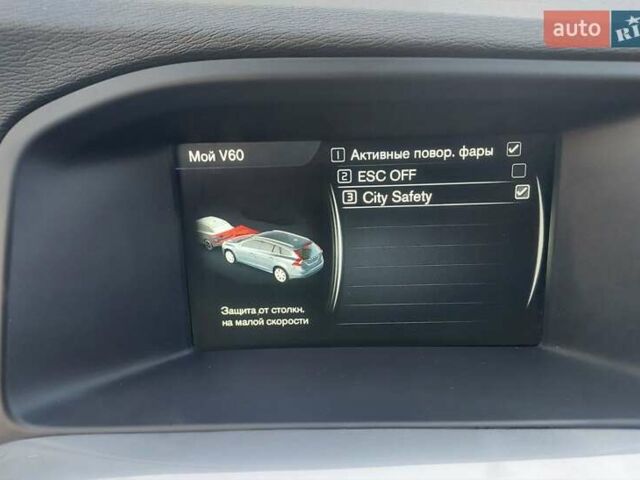 auto
RIA
Мой V60
1 Активные повор. фары
2 ESC OFF
3 City Safety
Защита от столкн.
на малой скорости